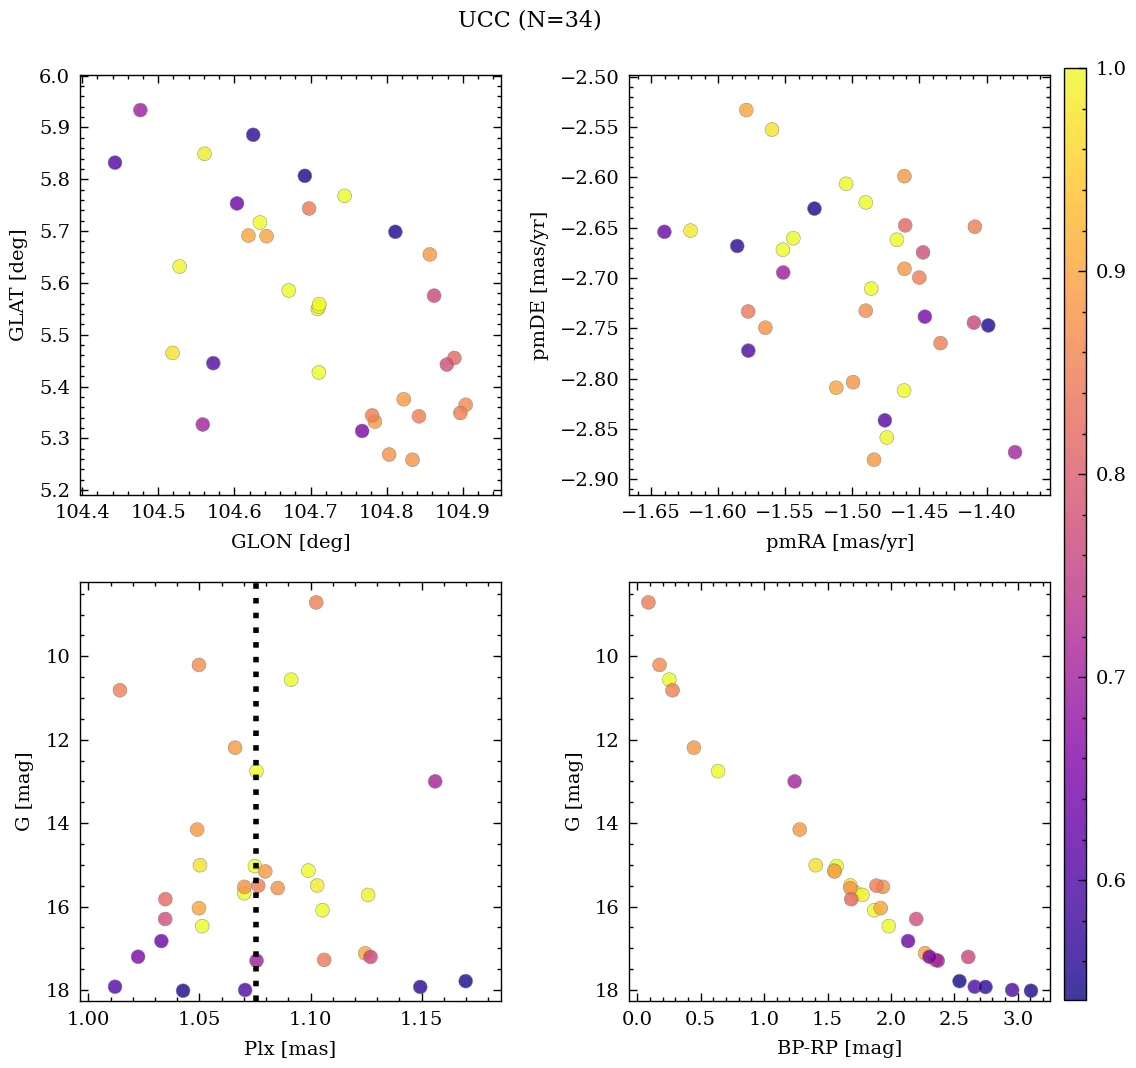 UCC (N=34)
6.0
5.9
5.8
5.7
5.6
5.5
5.4
5.3
5.2
GLAT [deg]
104.4 104.5 104.6 104.7 104.8 104.9
GLON [deg]
−2.50
−2.55
−2.60
−2.65
−2.70
−2.75
−2.80
−2.85
−2.90
pmDE [mas/yr]
−1.65 −1.60 −1.55 −1.50 −1.45 −1.40
pmRA [mas/yr]
10
12
14
16
18
G [mag]
1.00 1.05 1.10 1.15
Plx [mas]
10
12
14
16
18
G [mag]
0.0 0.5 1.0 1.5 2.0 2.5 3.0
BP-RP [mag]
1.0
0.9
0.8
0.7
0.6